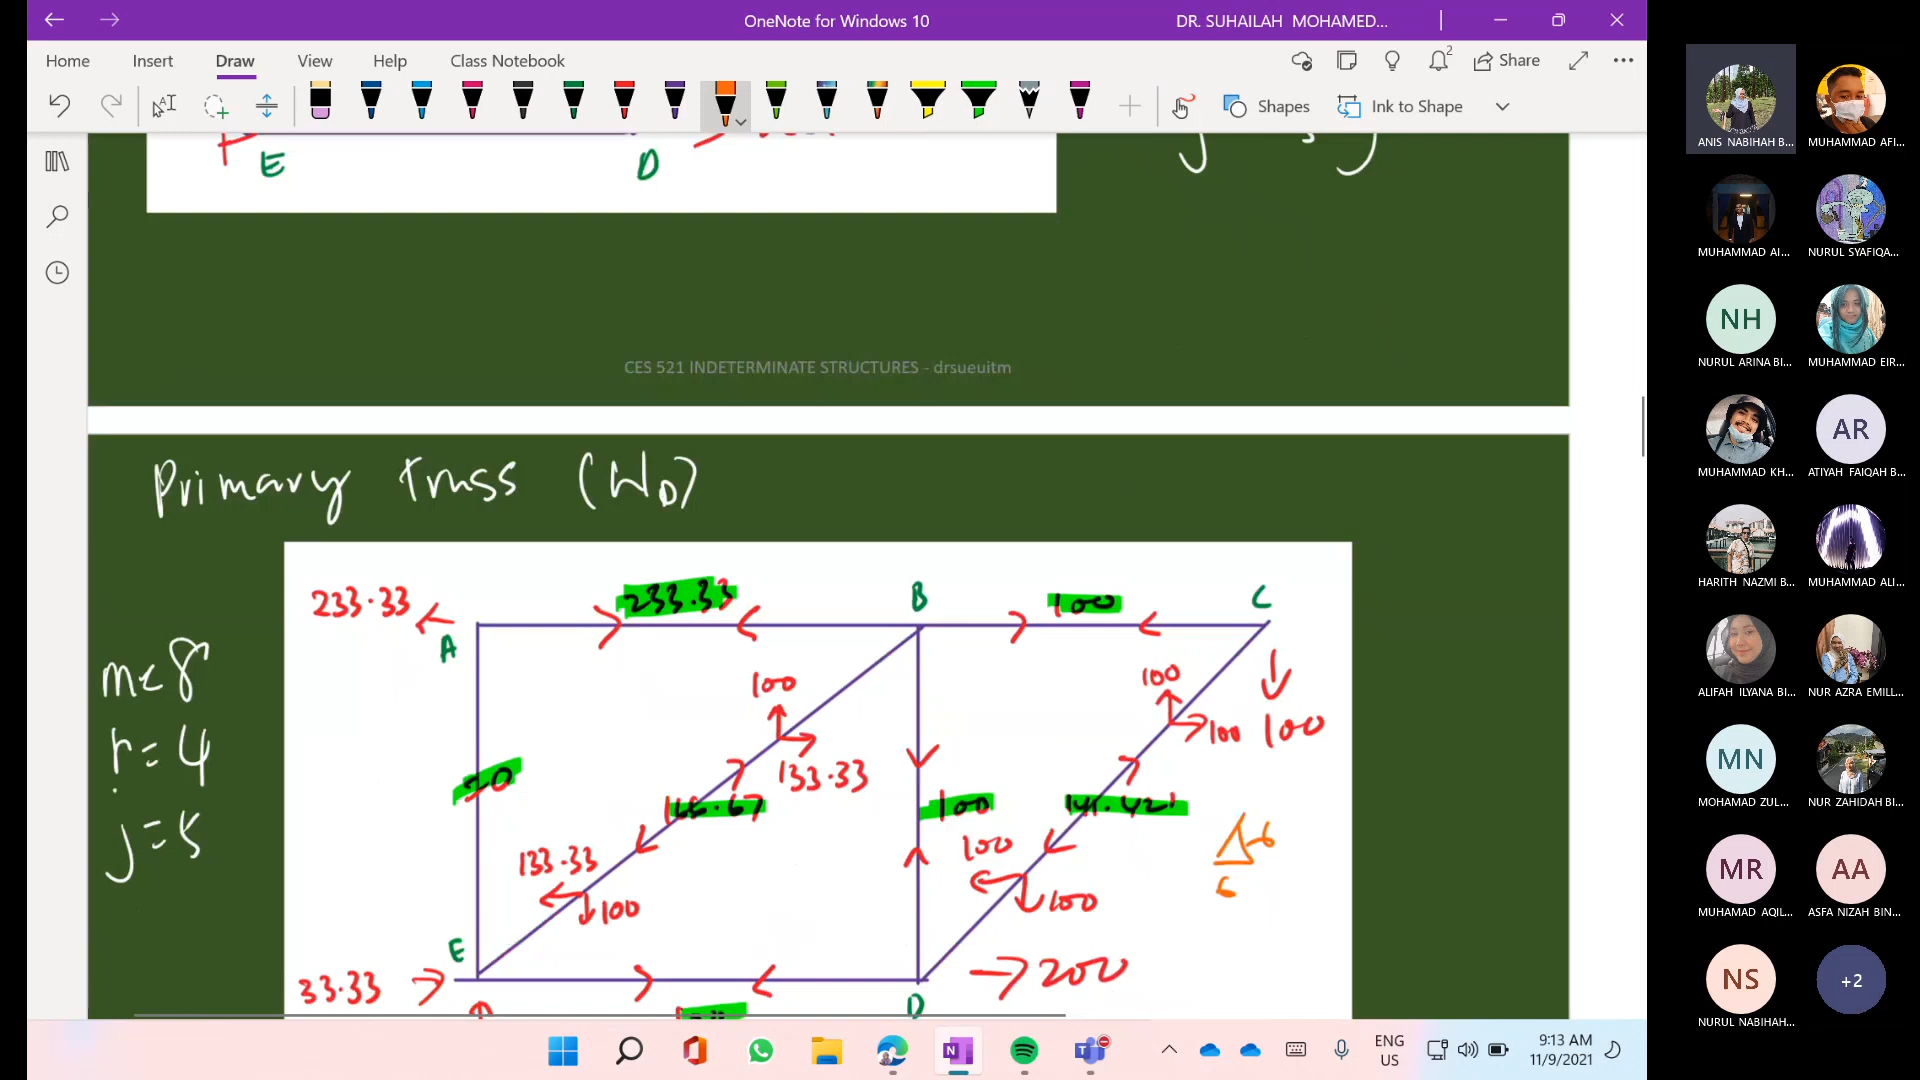 OneNote for Windows 10
DR. SUHAILAH MOHAMED...
Home Insert Draw View Help Class Notebook
2
Share
Shapes
Ink to Shape
E
D
CES 521 INDETERMINATE STRUCTURES - drsueuitm
Primary truss (WD)
233.33
233.33
B
100
C
A
m= 8
r= 4
j=5
100
133.33
100
100
100
166.67
100
141.421
133.33
100
100
100
6
6
E
33.33
200
D
ANIS NABIHAH B...
MUHAMMAD AFI...
MUHAMMAD AI...
NURUL SYAFIQA...
NH
NURUL ARINA BI...
MUHAMMAD EIR...
MUHAMMAD KH...
AR
ATIYAH FAIQAH B...
HARITH NAZMI B...
MUHAMMAD ALI...
ALIFAH ILYANA BI...
NUR AZRA EMILL...
MN
MOHAMAD ZUL...
NUR ZAHIDAH BI...
MR
MUHAMAD AQIL...
AA
ASFA NIZAH BIN...
NS
NURUL NABIHAH...
+2
ENG
US
9:13 AM
11/9/2021